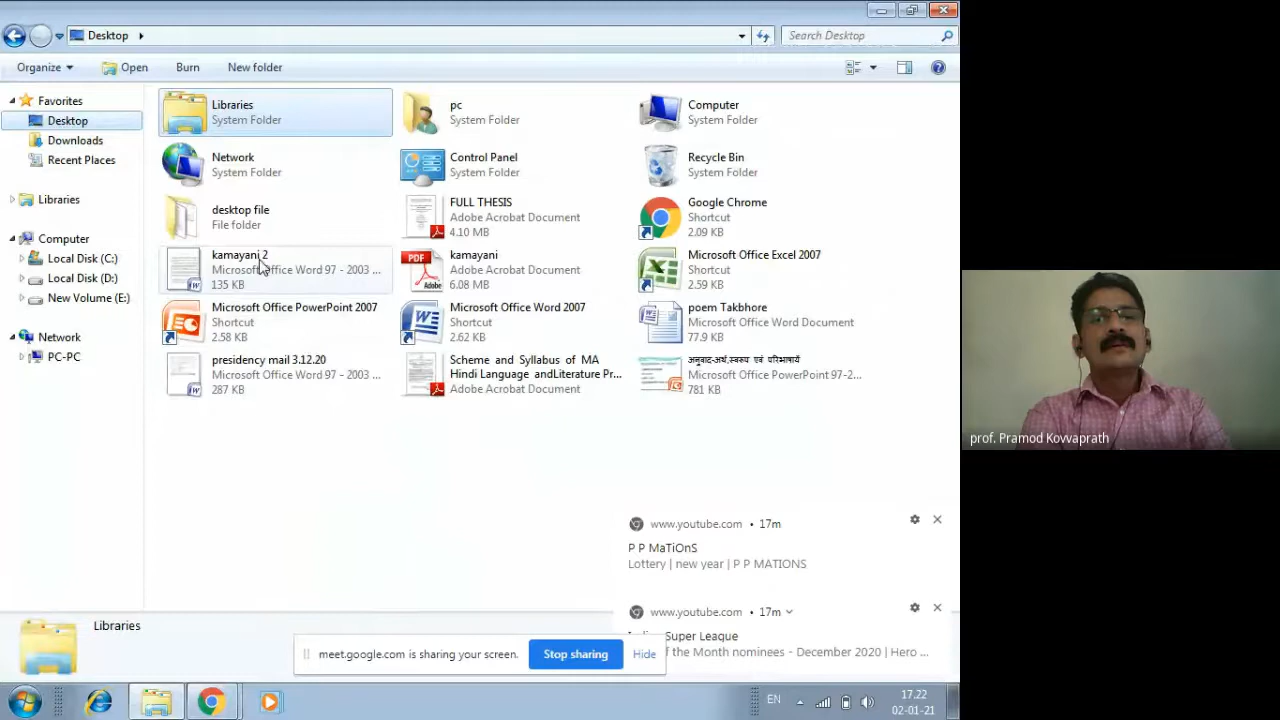 Desktop
Search Desktop
Organize
Open
Burn
New folder
Favorites
Desktop
Downloads
Recent Places
Libraries
Computer
Local Disk (C:)
Local Disk (D:)
New Volume (E:)
Network
PC-PC
Libraries
System Folder
pc
System Folder
Computer
System Folder
Network
System Folder
Control Panel
System Folder
Recycle Bin
System Folder
desktop file
File folder
FULL THESIS
Adobe Acrobat Document
4.10 MB
Google Chrome
Shortcut
2.09 KB
kamayani 2
Microsoft Office Word 97 - 2003 ...
135 KB
kamayani
Adobe Acrobat Document
6.08 MB
Microsoft Office Excel 2007
Shortcut
2.59 KB
Microsoft Office PowerPoint 2007
Shortcut
2.58 KB
Microsoft Office Word 2007
Shortcut
2.62 KB
poem Takbhore
Microsoft Office Word Document
77.9 KB
presidency mail 3.12.20
Microsoft Office Word 97 - 2003 ...
287 KB
Scheme and Syllabus of MA
Hindi Language andLiterature Pr...
Adobe Acrobat Document
अनुवाद-अर्थ,स्वरुप एवं परिभाषायें
Microsoft Office PowerPoint 97-2...
781 KB
PDF
Adobe
www.youtube.com • 17m
P P MaTiOnS
Lottery | new year | P P MATIONS
www.youtube.com • 17m
Super League
of the Month nominees - December 2020 | Hero ...
Libraries
meet.google.com is sharing your screen.
Stop sharing
Hide
EN
17.22
02-01-21
prof. Pramod Kovvaprath